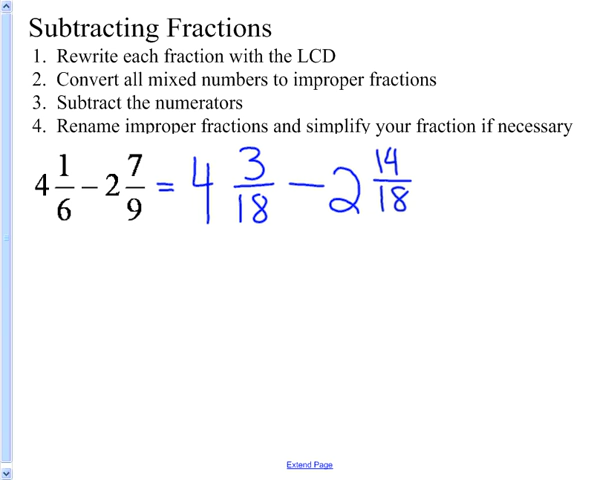 Subtracting Fractions
1. Rewrite each fraction with the LCD
2. Convert all mixed numbers to improper fractions
3. Subtract the numerators
4. Rename improper fractions and simplify your fraction if necessary
4 1/6 − 2 7/9 = 4 3/18 − 2 14/18
Extend Page